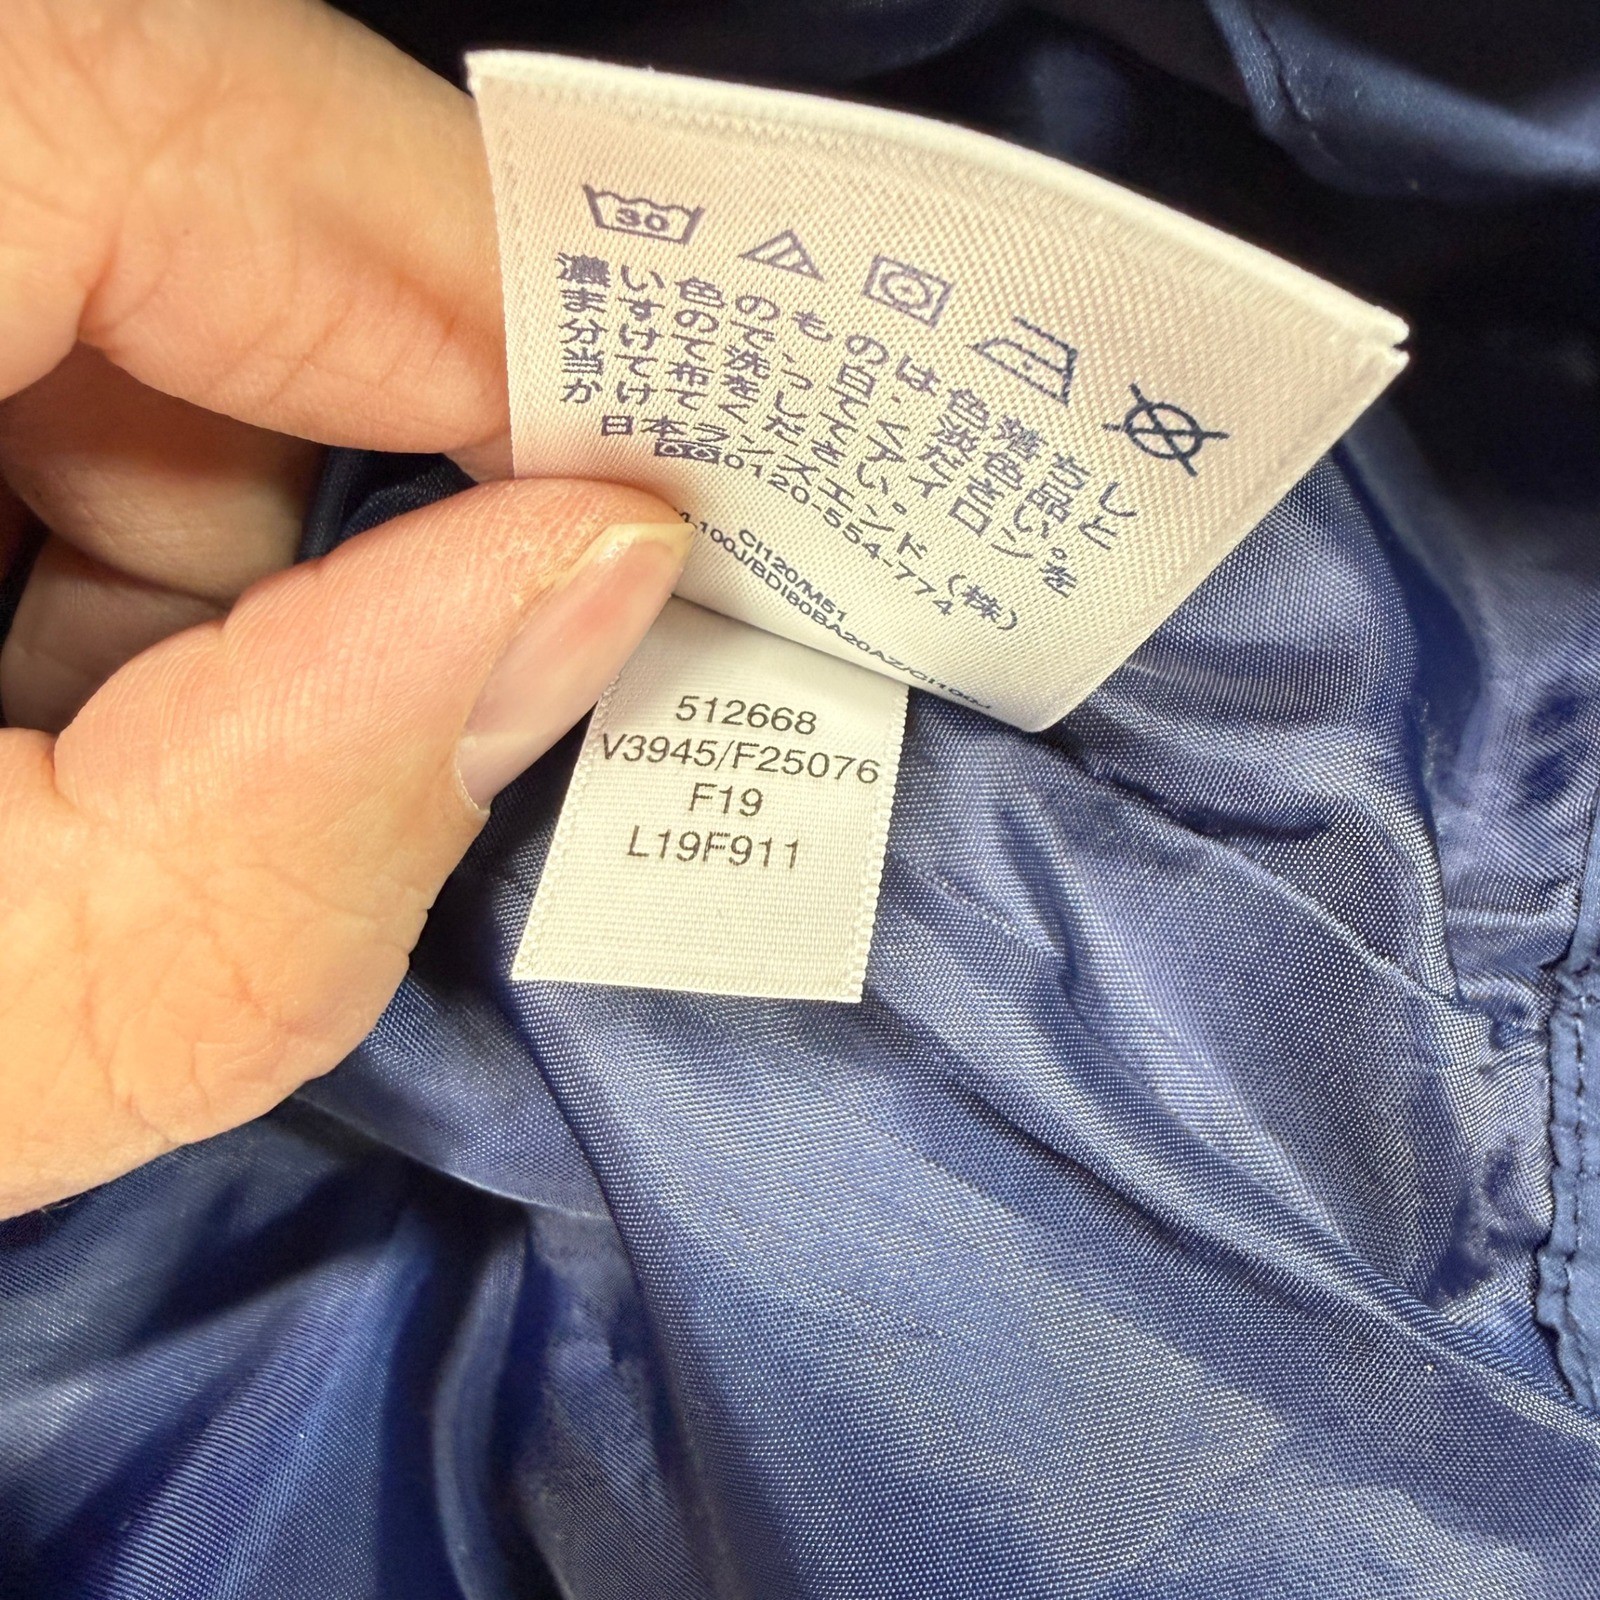 30
濃い色のものは色落ちし
ますので、白・淡色品と
分けて洗ってください。
当て布をしてアイロンを
かけてください。
日本ランズエンド(株)
0120-554-774
CI120/M51
512668
V3945/F25076
F19
L19F911